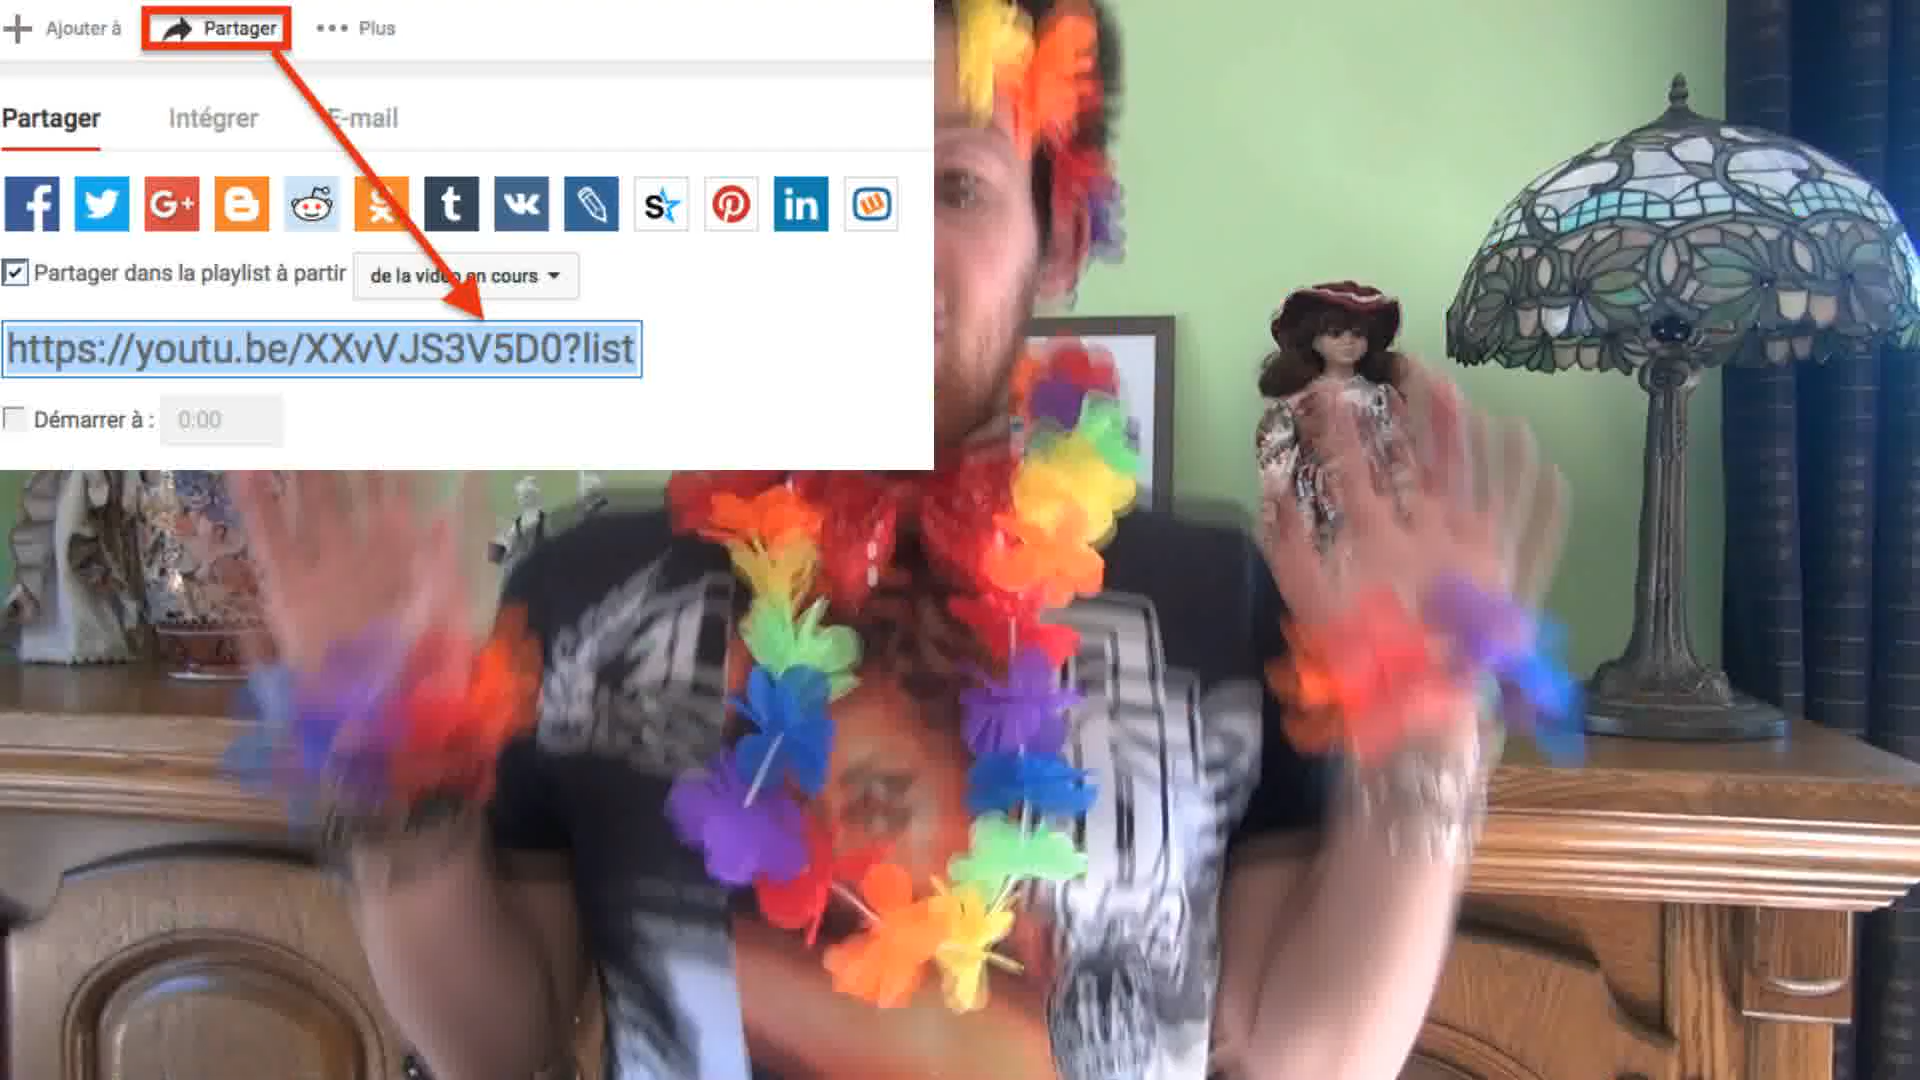 Ajouter à Partager ••• Plus
Partager Intégrer E-mail
Partager dans la playlist à partir de la vidéo en cours
https://youtu.be/XXvVJS3V5D0?list
Démarrer à : 0:00